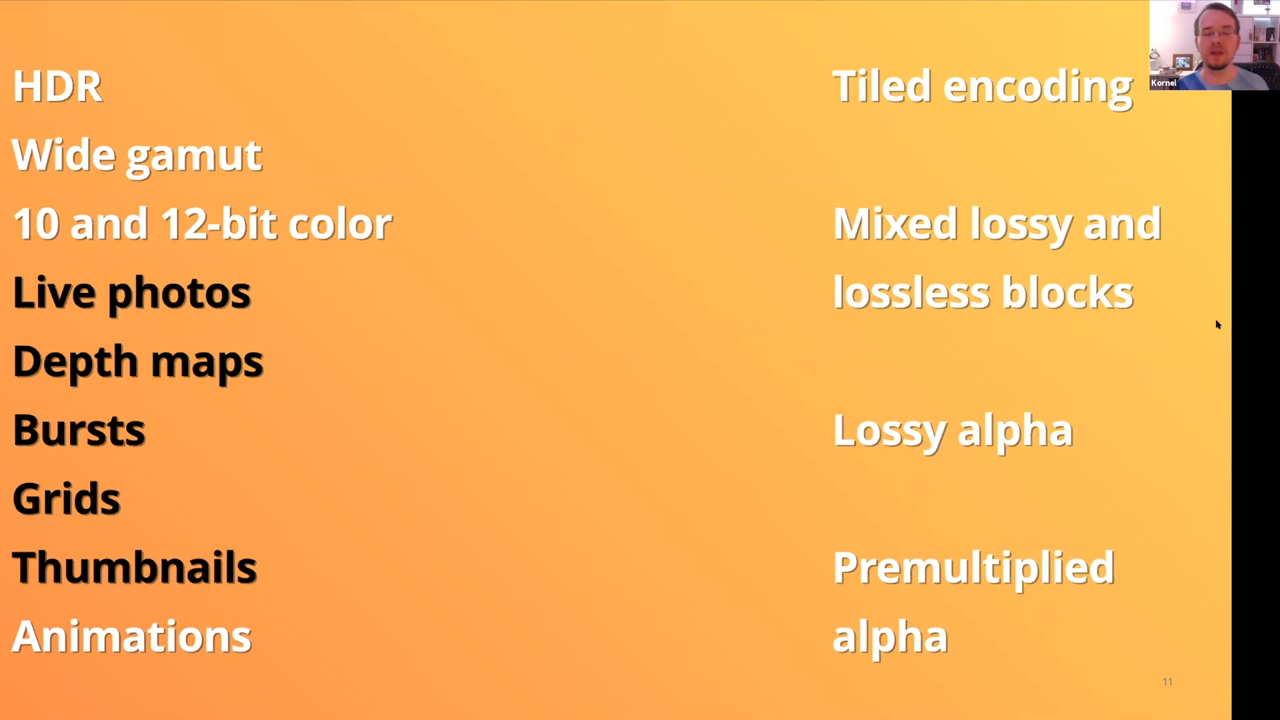 HDR
Wide gamut
10 and 12-bit color
Live photos
Depth maps
Bursts
Grids
Thumbnails
Animations
Tiled encoding
Mixed lossy and
lossless blocks
Lossy alpha
Premultiplied
alpha
11
Kornel